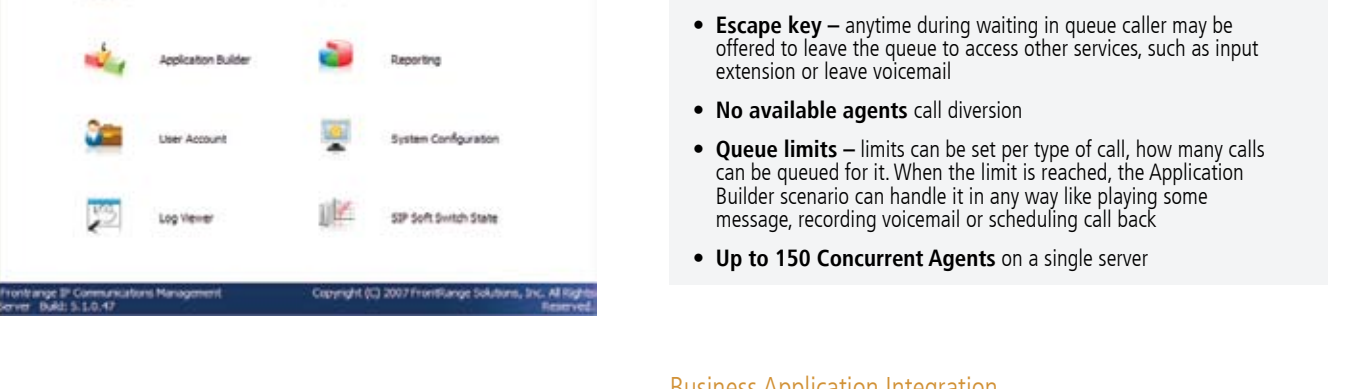 Application Builder
Reporting
User Account
System Configuration
Log Viewer
SIP Soft Switch State
Frontrange IP Communications Management
Server Build: 5.1.0.47
Copyright (C) 2007 FrontRange Solutions, Inc. All Rights
Reserved.
• Escape key – anytime during waiting in queue caller may be
offered to leave the queue to access other services, such as input
extension or leave voicemail
• No available agents call diversion
• Queue limits – limits can be set per type of call, how many calls
can be queued for it. When the limit is reached, the Application
Builder scenario can handle it in any way like playing some
message, recording voicemail or scheduling call back
• Up to 150 Concurrent Agents on a single server
Business Application Integration